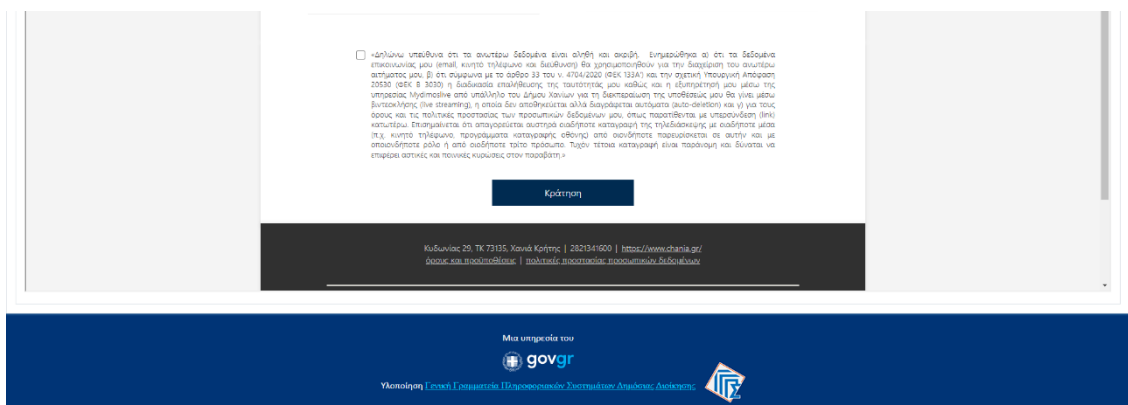 «Δηλώνω υπεύθυνα ότι τα ανωτέρω δεδομένα είναι αληθή και ακριβή. Ενημερώθηκα α) ότι τα δεδομένα
επικοινωνίας μου (email, κινητό τηλέφωνο και διεύθυνση) θα χρησιμοποιηθούν για την διαχείριση του ανωτέρω
αιτήματος μου, β) ότι σύμφωνα με το άρθρο 33 του ν. 4704/2020 (ΦΕΚ 133Α') και την σχετική Υπουργική Απόφαση
20530 (ΦΕΚ Β 3030) η διαδικασία επαλήθευσης της ταυτότητας μου καθώς και η εξυπηρέτησή μου μέσω της
υπηρεσίας Mydimoslive από υπάλληλο του Δήμου Χανίων για τη διεκπεραίωση της υποθέσεώς μου θα γίνει μέσω
βιντεοκλήσης (live streaming), η οποία δεν αποθηκεύεται αλλά διαγράφεται αυτόματα (auto-deletion) και γ) για τους
όρους και τις πολιτικές προστασίας των προσωπικών δεδομένων μου, όπως παρατίθενται με υπερσύνδεση (link)
κατωτέρω. Επισημαίνεται ότι απαγορεύεται αυστηρά οιαδήποτε καταγραφή της τηλεδιάσκεψης με οιαδήποτε μέσα
(π.χ. κινητό τηλέφωνο, προγράμματα καταγραφής οθόνης) από οιονδήποτε παρευρίσκεται σε αυτήν και με
οποιονδήποτε ρόλο ή από οιοδήποτε τρίτο πρόσωπο. Τυχόν τέτοια καταγραφή είναι παράνομη και δύναται να
επιφέρει αστικές και ποινικές κυρώσεις στον παραβάτη.»
Κράτηση
Κυδωνίας 29, ΤΚ 73135, Χανιά Κρήτης | 2821341600 | https://www.chania.gr/
όρους και προϋποθέσεις | πολιτικές προστασίας προσωπικών δεδομένων
Μια υπηρεσία του
govgr
Υλοποίηση Γενική Γραμματεία Πληροφοριακών Συστημάτων Δημόσιας Διοίκησης